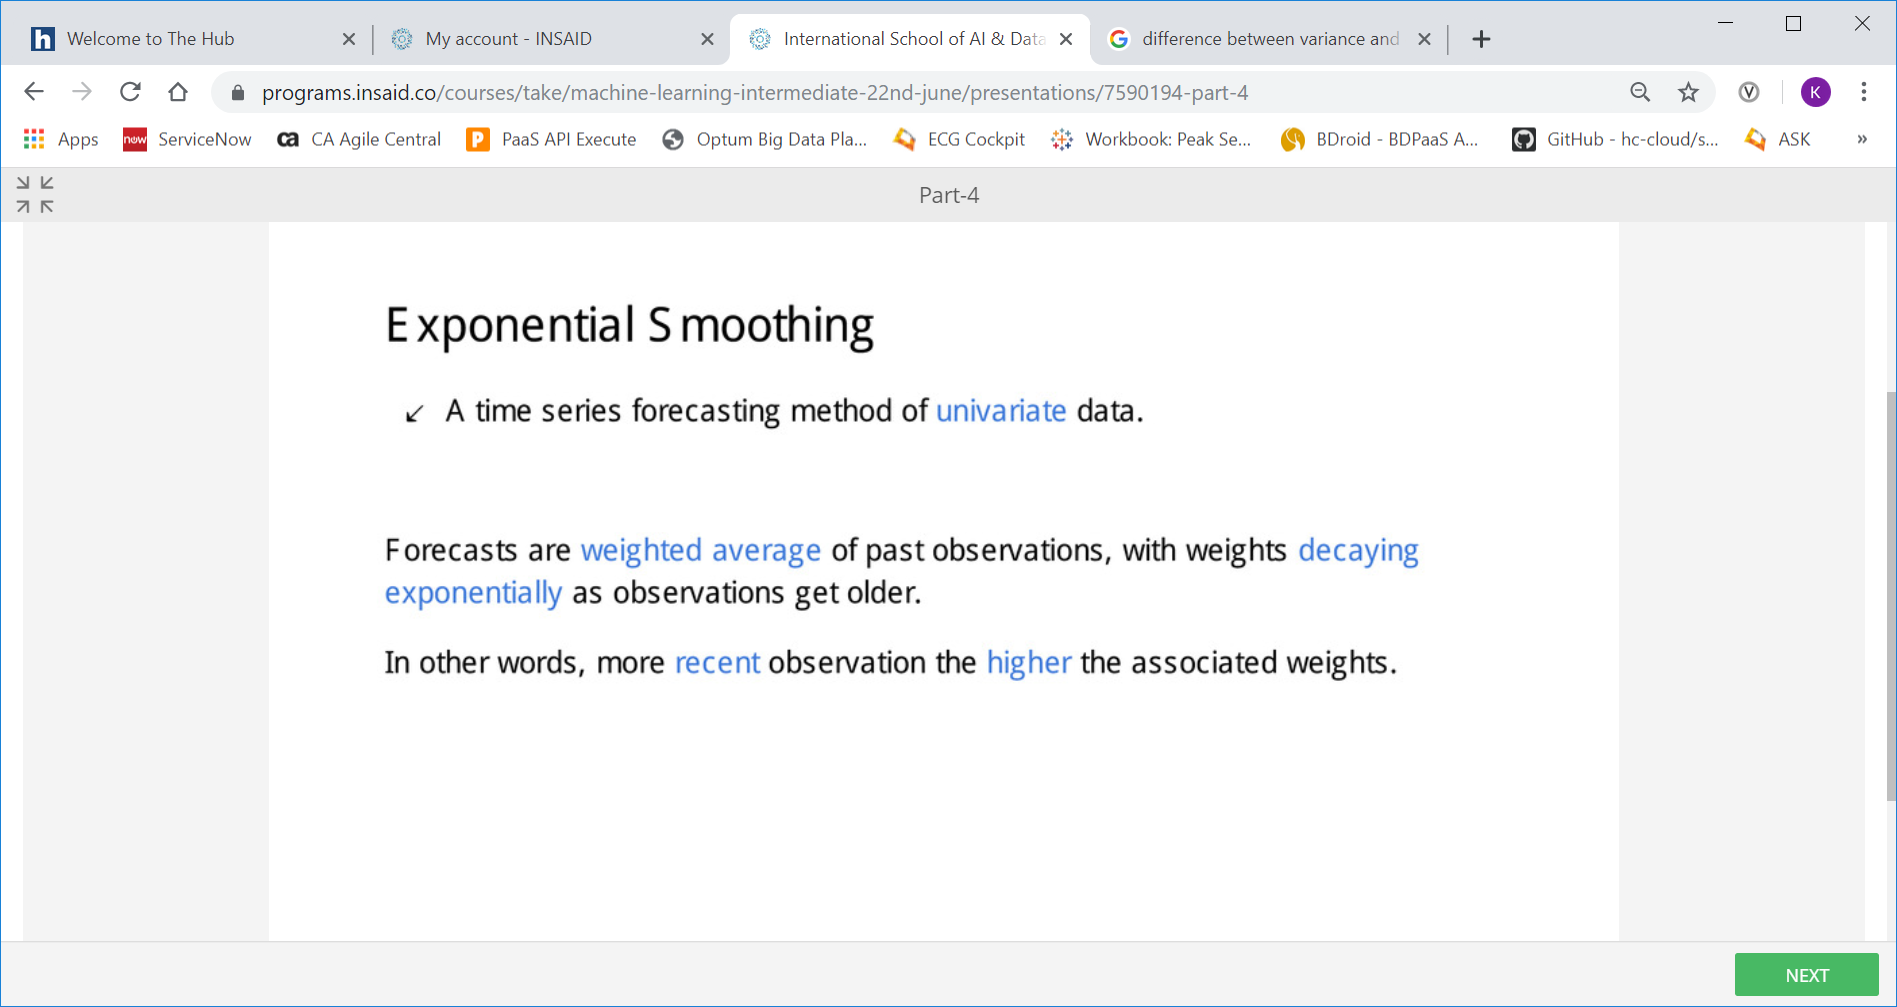 Welcome to The Hub
My account - INSAID
International School of AI & Data
difference between variance and
programs.insaid.co/courses/take/machine-learning-intermediate-22nd-june/presentations/7590194-part-4
K
Apps
now ServiceNow
ca CA Agile Central
P PaaS API Execute
Optum Big Data Pla...
ECG Cockpit
Workbook: Peak Se...
BDroid - BDPaaS A...
GitHub - hc-cloud/s...
ASK
»
Part-4
Exponential Smoothing
A time series forecasting method of univariate data.
Forecasts are weighted average of past observations, with weights decaying
exponentially as observations get older.
In other words, more recent observation the higher the associated weights.
NEXT